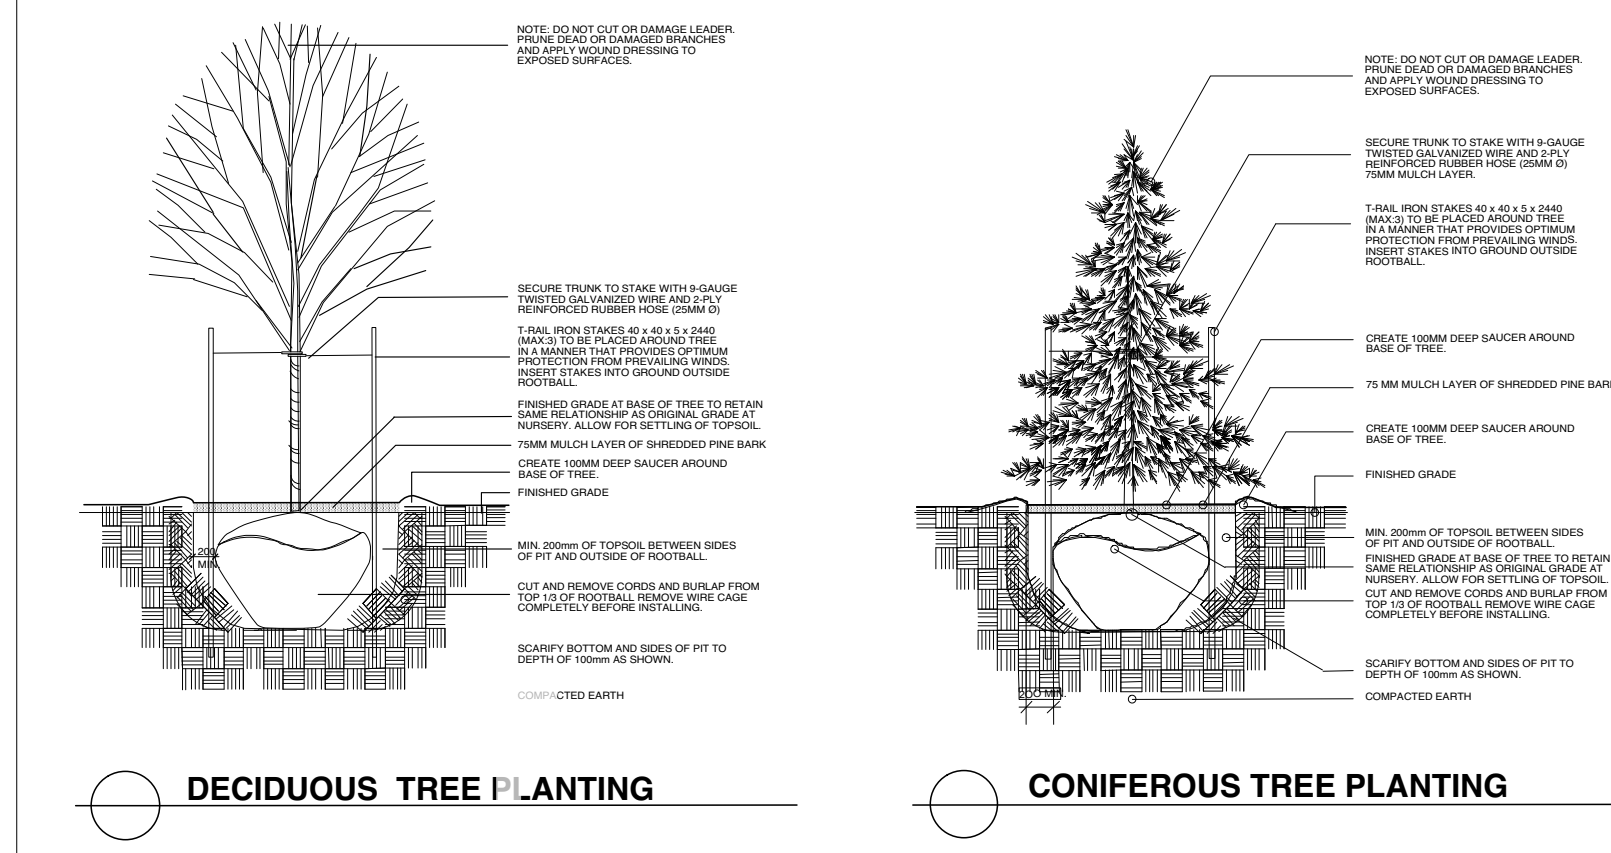 NOTE: DO NOT CUT OR DAMAGE LEADER.
PRUNE DEAD OR DAMAGED BRANCHES
AND APPLY WOUND DRESSING TO
EXPOSED SURFACES.
SECURE TRUNK TO STAKE WITH 9-GAUGE
TWISTED GALVANIZED WIRE AND 2-PLY
REINFORCED RUBBER HOSE (25MM Ø)
T-RAIL IRON STAKES 40 x 40 x 5 x 2440
(MAX:3) TO BE PLACED AROUND TREE
IN A MANNER THAT PROVIDES OPTIMUM
PROTECTION FROM PREVAILING WINDS.
INSERT STAKES INTO GROUND OUTSIDE
ROOTBALL.
FINISHED GRADE AT BASE OF TREE TO RETAIN
SAME RELATIONSHIP AS ORIGINAL GRADE AT
NURSERY. ALLOW FOR SETTLING OF TOPSOIL.
75MM MULCH LAYER OF SHREDDED PINE BARK
CREATE 100MM DEEP SAUCER AROUND
BASE OF TREE.
FINISHED GRADE
MIN. 200mm OF TOPSOIL BETWEEN SIDES
OF PIT AND OUTSIDE OF ROOTBALL.
200
MIN.
CUT AND REMOVE CORDS AND BURLAP FROM
TOP 1/3 OF ROOTBALL REMOVE WIRE CAGE
COMPLETELY BEFORE INSTALLING.
SCARIFY BOTTOM AND SIDES OF PIT TO
DEPTH OF 100mm AS SHOWN.
COMPACTED EARTH
DECIDUOUS  TREE PLANTING
NOTE: DO NOT CUT OR DAMAGE LEADER.
PRUNE DEAD OR DAMAGED BRANCHES
AND APPLY WOUND DRESSING TO
EXPOSED SURFACES.
SECURE TRUNK TO STAKE WITH 9-GAUGE
TWISTED GALVANIZED WIRE AND 2-PLY
REINFORCED RUBBER HOSE (25MM Ø)
75MM MULCH LAYER.
T-RAIL IRON STAKES 40 x 40 x 5 x 2440
(MAX:3) TO BE PLACED AROUND TREE
IN A MANNER THAT PROVIDES OPTIMUM
PROTECTION FROM PREVAILING WINDS.
INSERT STAKES INTO GROUND OUTSIDE
ROOTBALL.
CREATE 100MM DEEP SAUCER AROUND
BASE OF TREE.
75 MM MULCH LAYER OF SHREDDED PINE BAR
CREATE 100MM DEEP SAUCER AROUND
BASE OF TREE.
FINISHED GRADE
MIN. 200mm OF TOPSOIL BETWEEN SIDES
OF PIT AND OUTSIDE OF ROOTBALL.
FINISHED GRADE AT BASE OF TREE TO RETAIN
SAME RELATIONSHIP AS ORIGINAL GRADE AT
NURSERY. ALLOW FOR SETTLING OF TOPSOIL.
CUT AND REMOVE CORDS AND BURLAP FROM
TOP 1/3 OF ROOTBALL REMOVE WIRE CAGE
COMPLETELY BEFORE INSTALLING.
SCARIFY BOTTOM AND SIDES OF PIT TO
DEPTH OF 100mm AS SHOWN.
200 MIN.
COMPACTED EARTH
CONIFEROUS TREE PLANTING